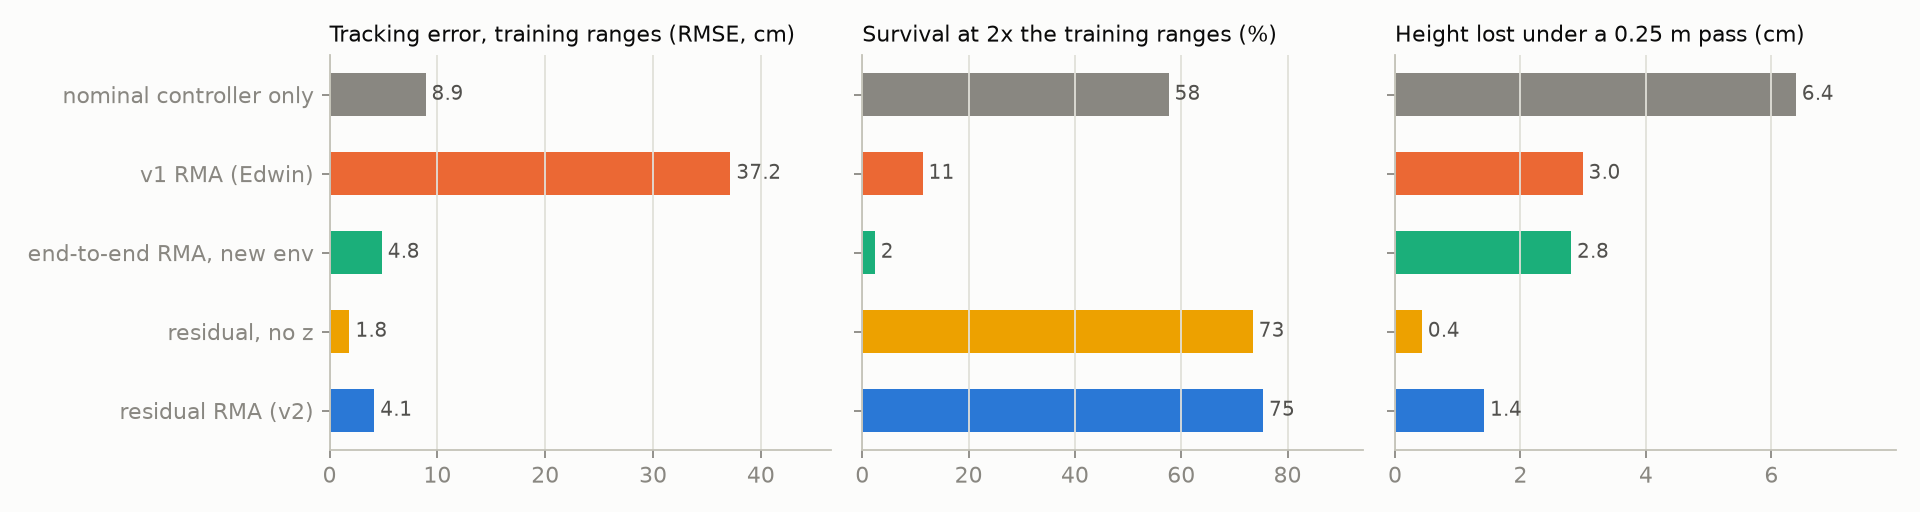 Tracking error, training ranges (RMSE, cm)
Survival at 2x the training ranges (%)
Height lost under a 0.25 m pass (cm)
nominal controller only 8.9 58 6.4
v1 RMA (Edwin) 37.2 11 3.0
end-to-end RMA, new env 4.8 2 2.8
residual, no z 1.8 73 0.4
residual RMA (v2) 4.1 75 1.4
0 10 20 30 40
0 20 40 60 80
0 2 4 6